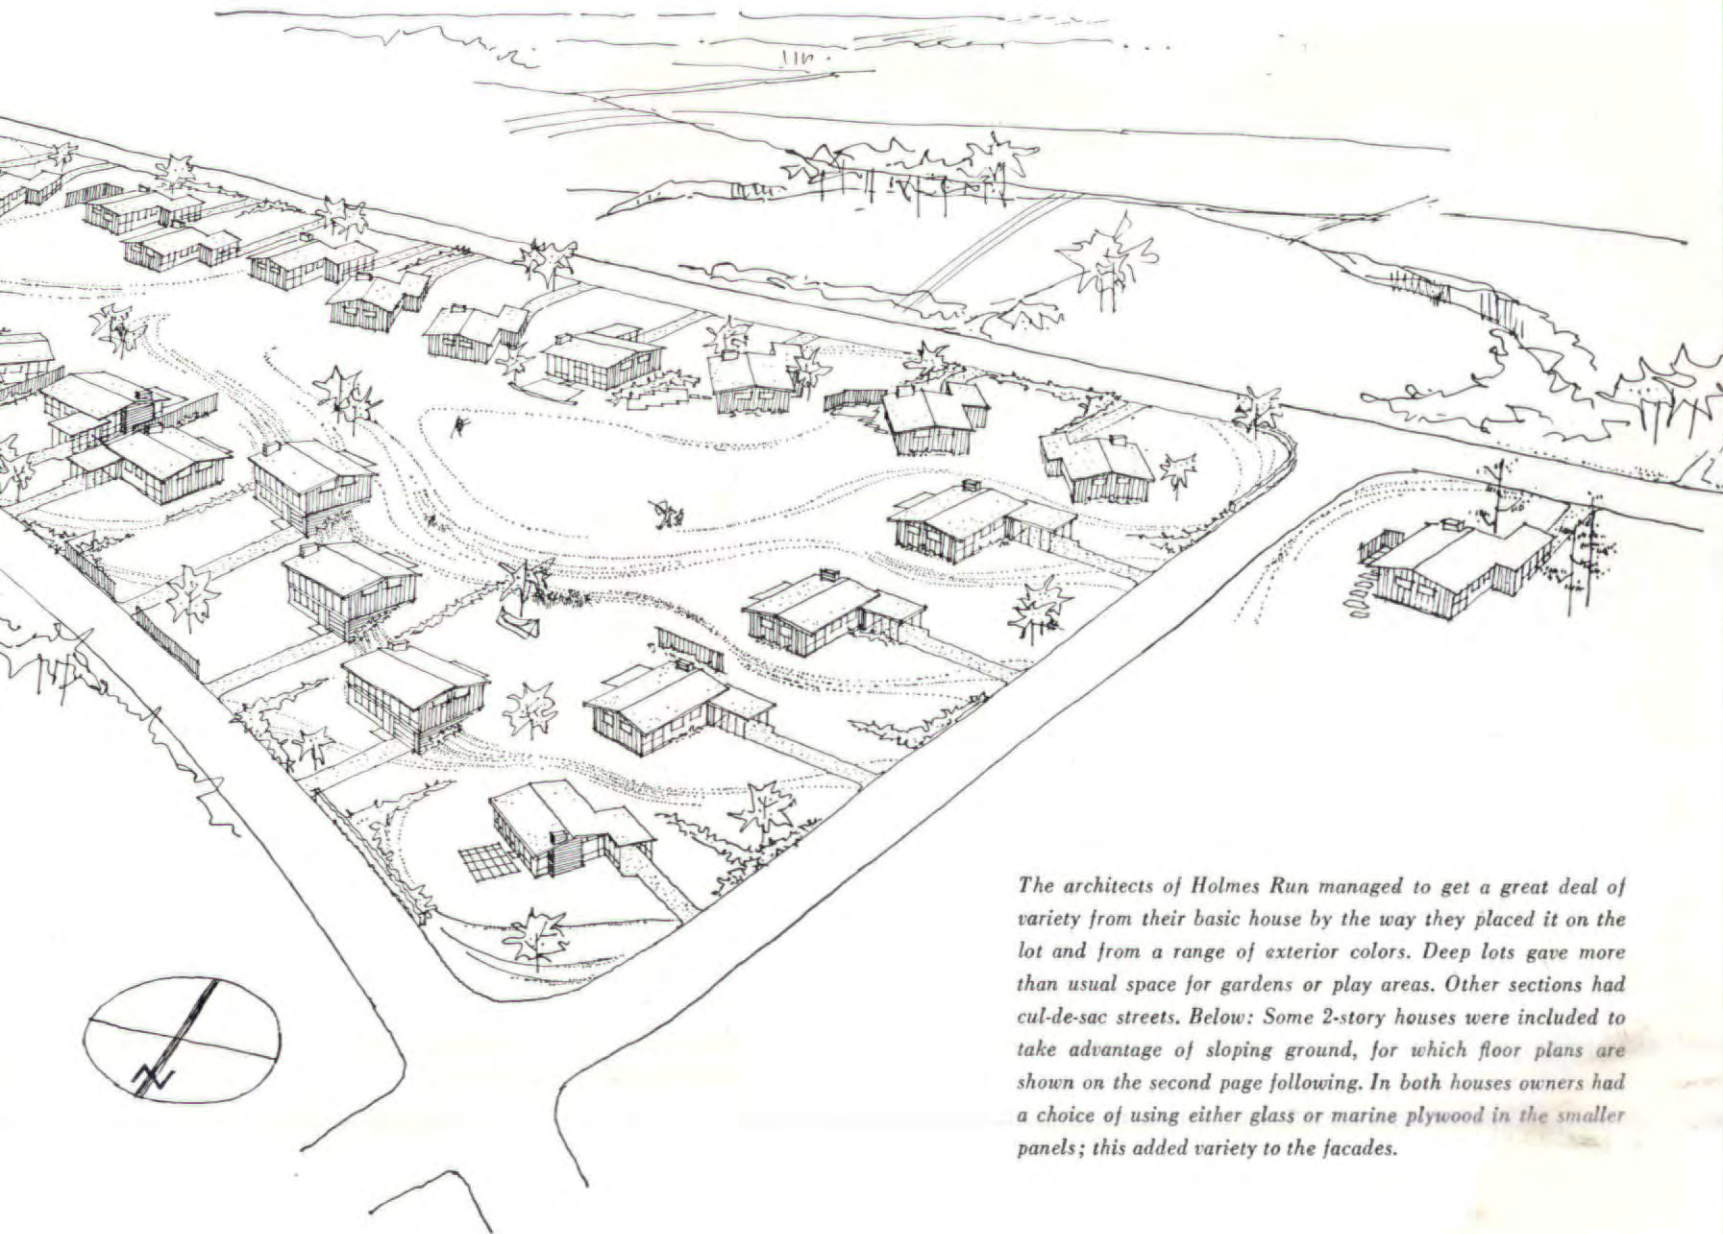 The architects of Holmes Run managed to get a great deal of
variety from their basic house by the way they placed it on the
lot and from a range of exterior colors. Deep lots gave more
than usual space for gardens or play areas. Other sections had
cul-de-sac streets. Below: Some 2-story houses were included to
take advantage of sloping ground, for which floor plans are
shown on the second page following. In both houses owners had
a choice of using either glass or marine plywood in the smaller
panels; this added variety to the facades.
N